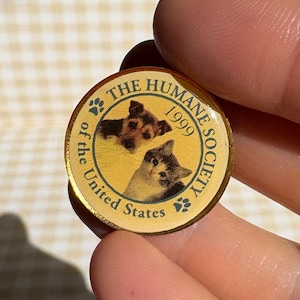 THE HUMANE SOCIETY
of the United States
1999